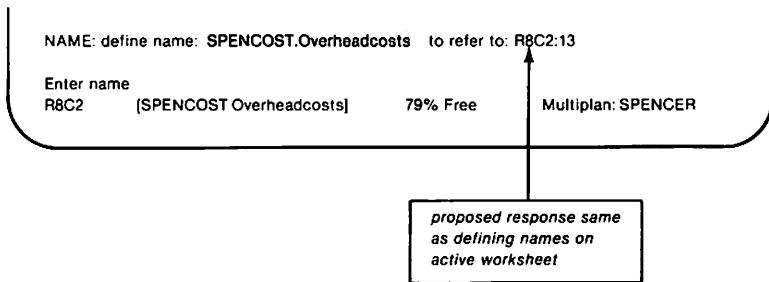 NAME: define name: SPENCOST.Overheadcosts to refer to: R8C2:13
Enter name
R8C2 [SPENCOST Overheadcosts] 79% Free Multiplan: SPENCER
proposed response same
as defining names on
active worksheet